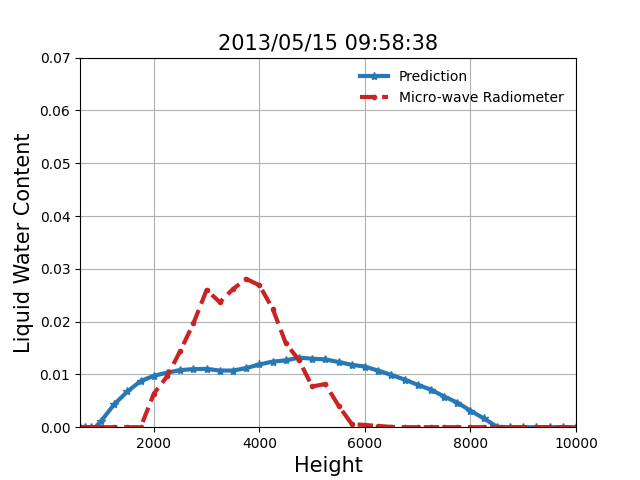 2013/05/15 09:58:38
Prediction
Micro-wave Radiometer
Liquid Water Content
0.07
0.06
0.05
0.04
0.03
0.02
0.01
0.00
2000 4000 6000 8000 10000
Height